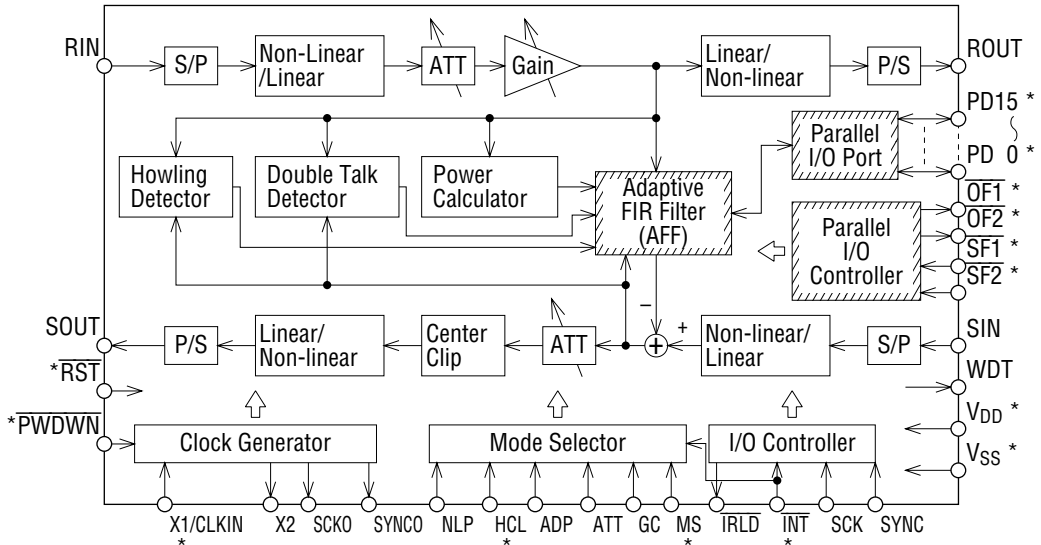 RIN
S/P
Non-Linear
/Linear
ATT
Gain
Linear/
Non-linear
P/S
ROUT
PD15 *
PD 0 *
Parallel
I/O Port
Howling
Detector
Double Talk
Detector
Power
Calculator
Adaptive
FIR Filter
(AFF)
Parallel
I/O
Controller
OF1 *
OF2 *
SF1 *
SF2 *
SOUT
P/S
Linear/
Non-linear
Center
Clip
ATT
−
+
+
Non-linear/
Linear
S/P
SIN
WDT
*RST
*PWDWN
VDD *
VSS *
Clock Generator
Mode Selector
I/O Controller
X1/CLKIN
*
X2
SCKO
SYNCO
NLP
HCL
*
ADP
ATT
GC
MS
*
IRLD
INT
*
SCK
SYNC